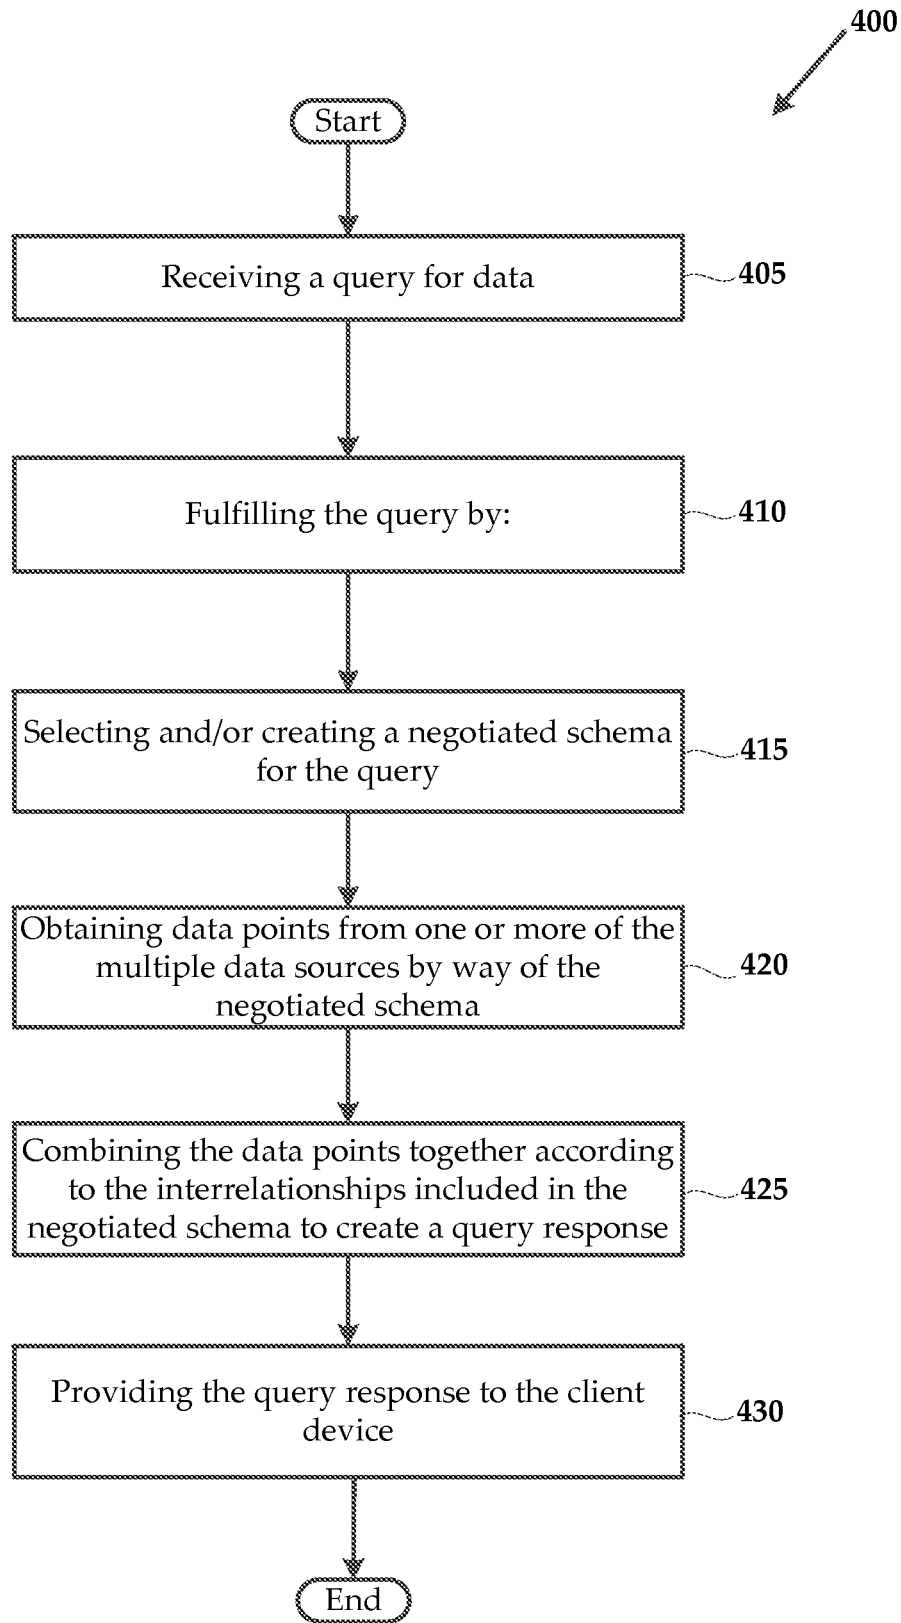 400
Start
Receiving a query for data
405
Fulfilling the query by:
410
Selecting and/or creating a negotiated schema
for the query
415
Obtaining data points from one or more of the
multiple data sources by way of the
negotiated schema
420
Combining the data points together according
to the interrelationships included in the
negotiated schema to create a query response
425
Providing the query response to the client
device
430
End